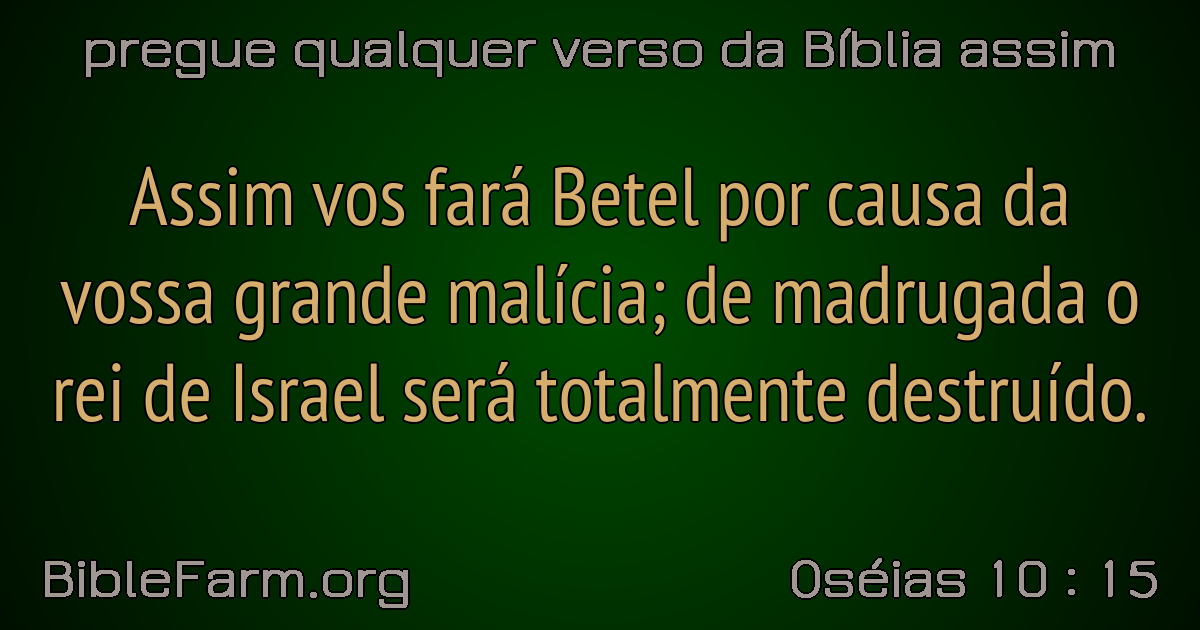 pregue qualquer verso da Bíblia assim
Assim vos fará Betel por causa da
vossa grande malícia; de madrugada o
rei de Israel será totalmente destruído.
BibleFarm.org
Oséias 10 : 15